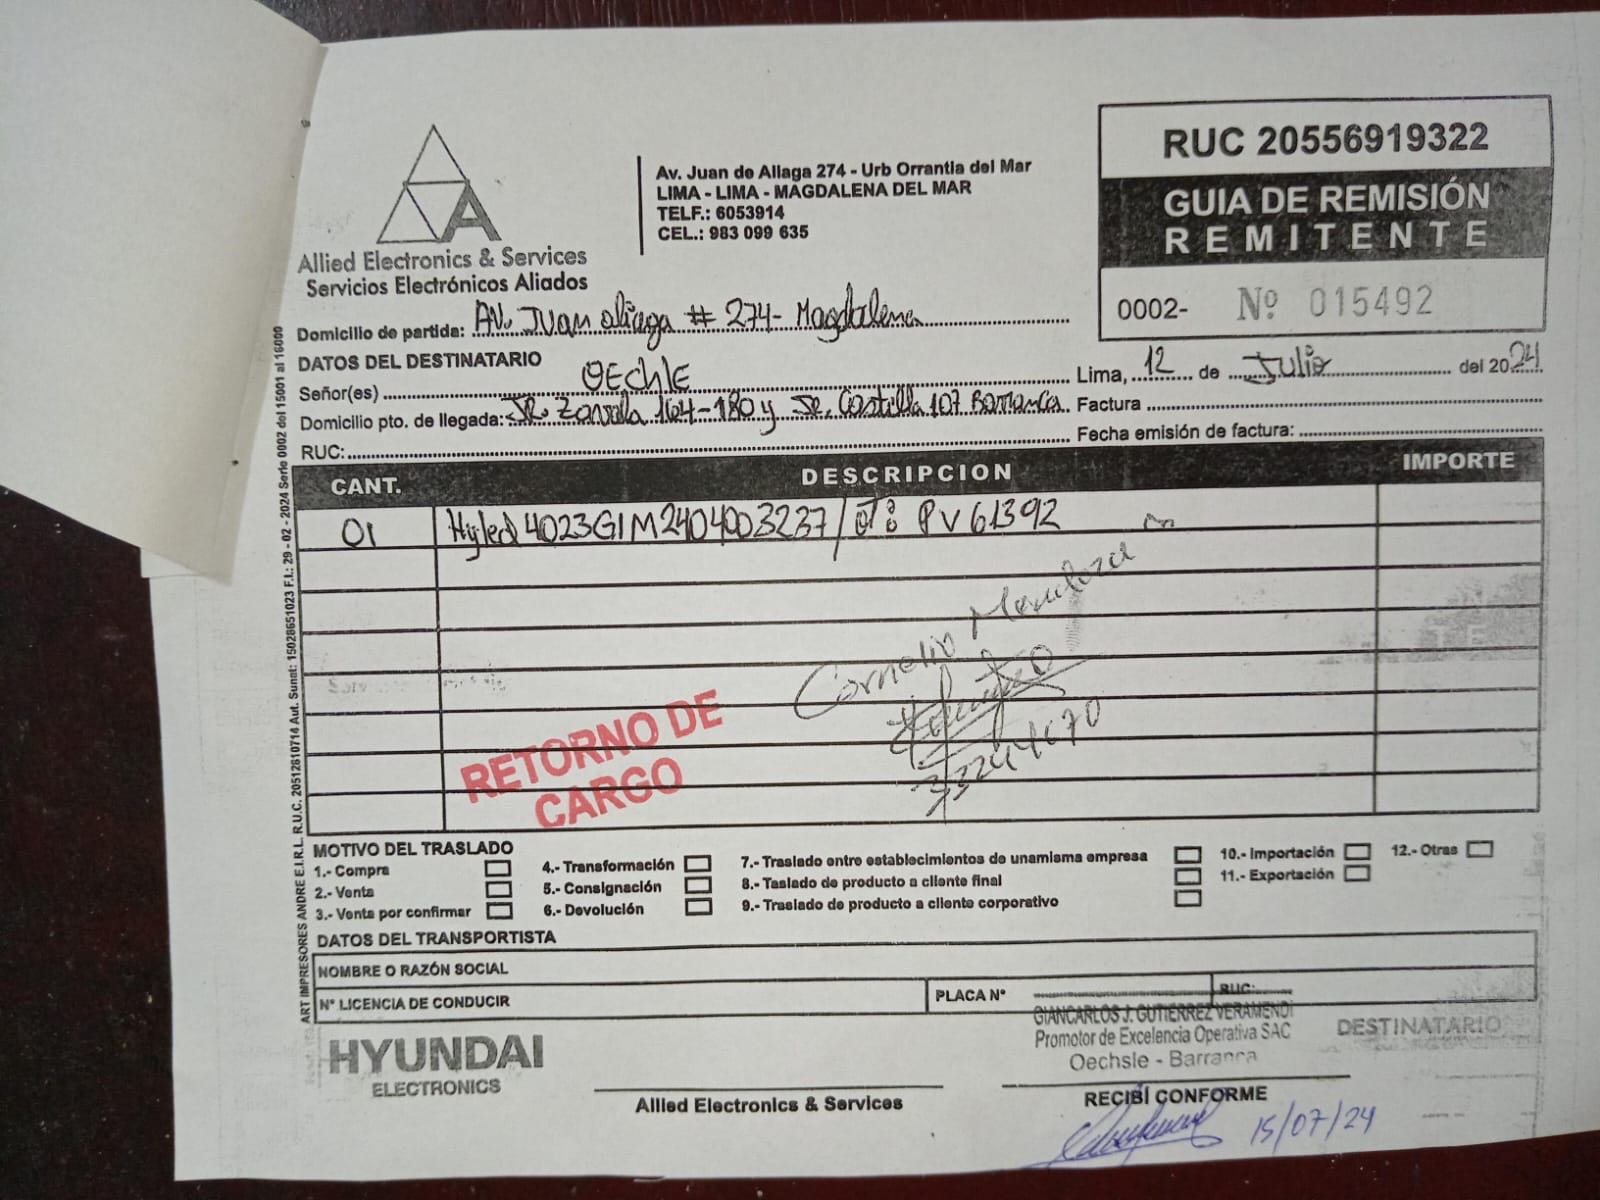 RUC 20556919322
GUIA DE REMISIÓN
REMITENTE
0002- Nº 015492
Av. Juan de Aliaga 274 - Urb Orrantia del Mar
LIMA - LIMA - MAGDALENA DEL MAR
TELF.: 6053914
CEL.: 983 099 635
A
Allied Electronics & Services
Servicios Electrónicos Aliados
Domicilio de partida: AV. Juan aliaga # 274- Magdalena
DATOS DEL DESTINATARIO
Lima, 12 de Julio del 2024
Señor(es) OEchlE
Domicilio pto. de llegada: JR. Zavala 164-180 y Jr. Castilla 107 Barranca
Factura
RUC:
Fecha emisión de factura:
CANT. DESCRIPCION IMPORTE
01 Hyled 4023GIM2404003237/ OT: PV61392
Cornelio Mendoza
RETORNO DE
CARGO
MOTIVO DEL TRASLADO
1.- Compra
2.- Venta
3.- Venta por confirmar
4.- Transformación
5.- Consignación
6.- Devolución
7.- Traslado entre establecimientos de unamisma empresa
8.- Taslado de producto a cliente final
9.- Traslado de producto a cliente corporativo
10.- Importación
11.- Exportación
12.- Otras
DATOS DEL TRANSPORTISTA
NOMBRE O RAZÓN SOCIAL
Nº LICENCIA DE CONDUCIR
PLACA Nº
RUC:
GIANCARLOS J. GUTIERREZ VERAMENDI
Promotor de Excelencia Operativa SAC
Oechsle - Barranca
DESTINATARIO
HYUNDAI
ELECTRONICS
Allied Electronics & Services
RECIBÍ CONFORME
15/07/24
ART IMPRESORES ANDRE E.I.R.L. R.U.C. 20512810714 Aut. Sunat: 15028651023 F.I.: 29 - 02 - 2024 Serie 0002 del 15001 al 16000